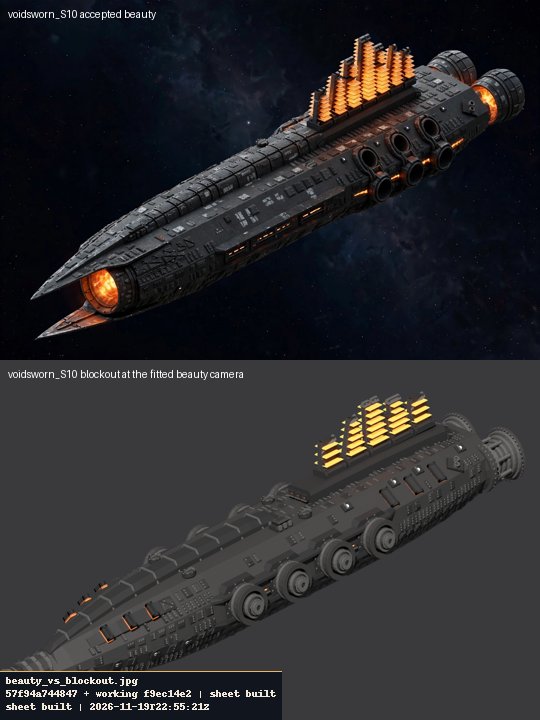 voidsworn_S10 accepted beauty
voidsworn_S10 blockout at the fitted beauty camera
beauty_vs_blockout.jpg
57f94a744847 + working f9ec14e2 | sheet built
sheet built | 2026-11-19T22:55:21Z